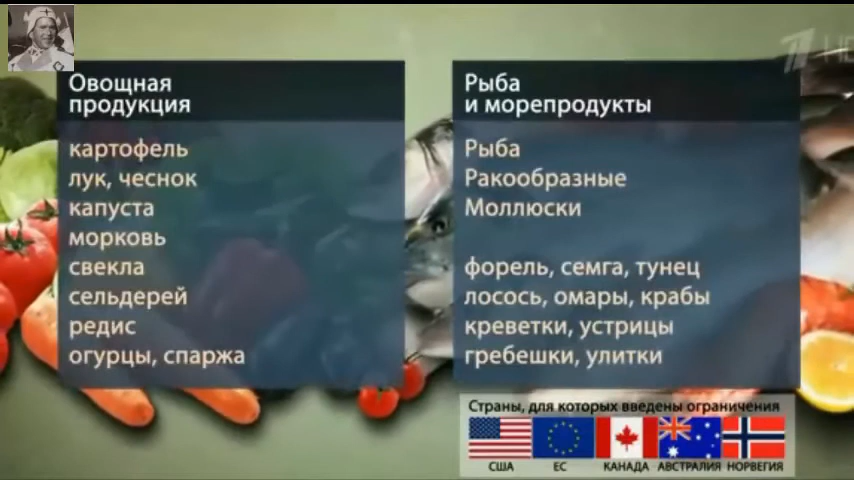 Овощная
продукция
картофель
лук, чеснок
капуста
морковь
свекла
сельдерей
редис
огурцы, спаржа
Рыба
и морепродукты
Рыба
Ракообразные
Моллюски
форель, семга, тунец
лосось, омары, крабы
креветки, устрицы
гребешки, улитки
Страны, для которых введены ограничения
США
ЕС
КАНАДА
АВСТРАЛИЯ
НОРВЕГИЯ